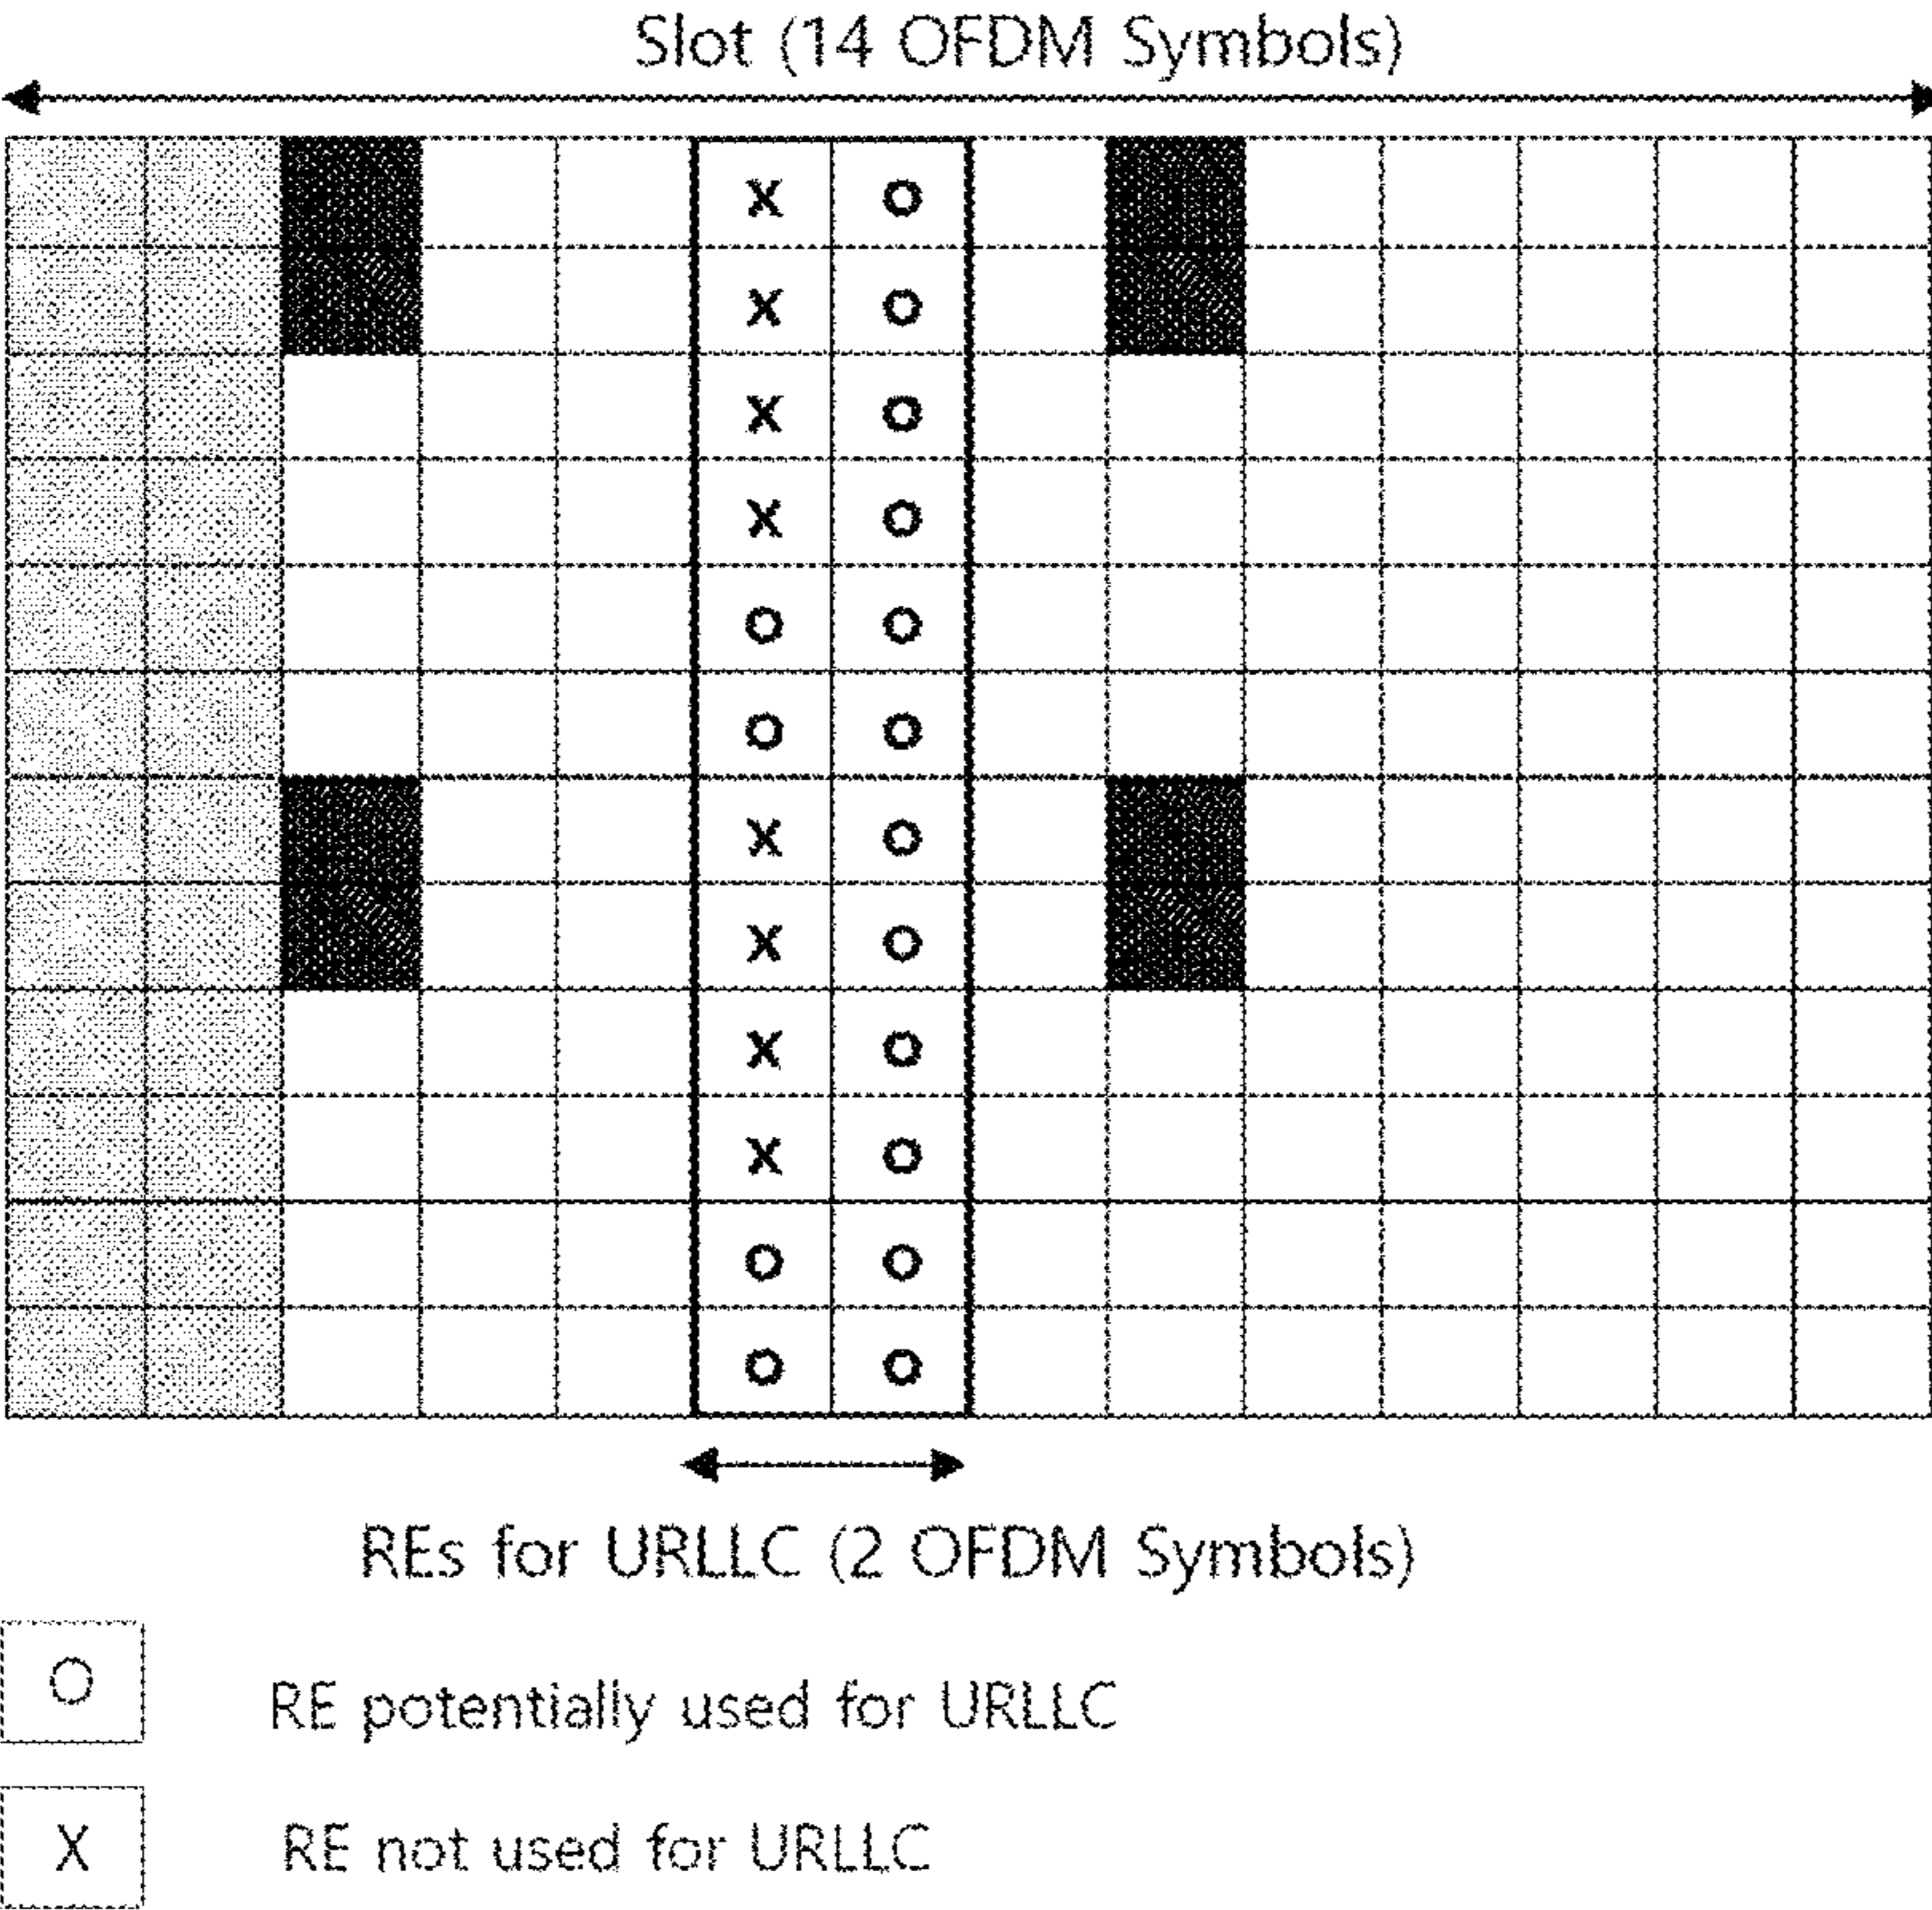 Slot (14 OFDM Symbols)
X O
X O
X O
X O
O O
O O
X O
X O
X O
X O
O O
O O
REs for URLLC (2 OFDM Symbols)
O RE potentially used for URLLC
X RE not used for URLLC